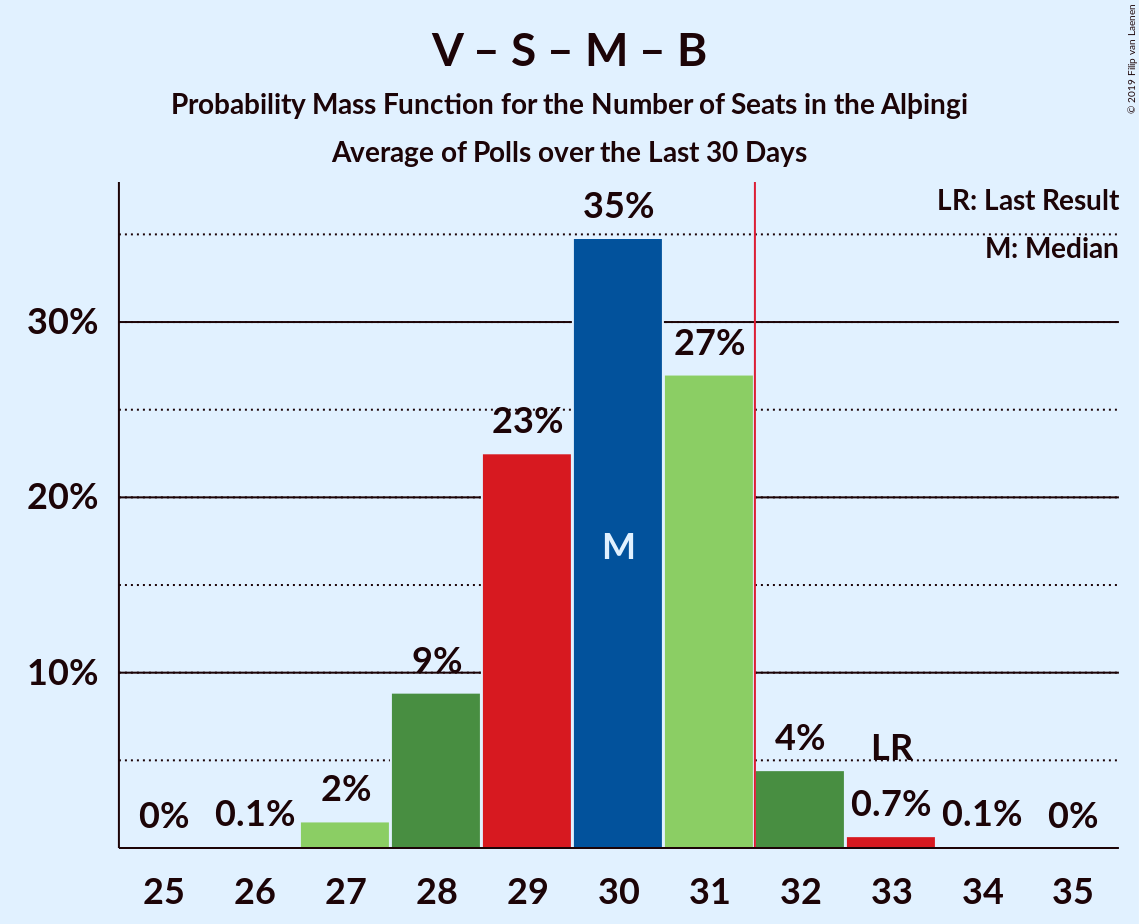 V – S – M – B
Probability Mass Function for the Number of Seats in the Alþingi
Average of Polls over the Last 30 Days
© 2019 Filip van Laenen
LR: Last Result
M: Median
30%
20%
10%
0%
0.1%
2%
9%
23%
35%
M
27%
4%
LR
0.7%
0.1%
0%
25 26 27 28 29 30 31 32 33 34 35